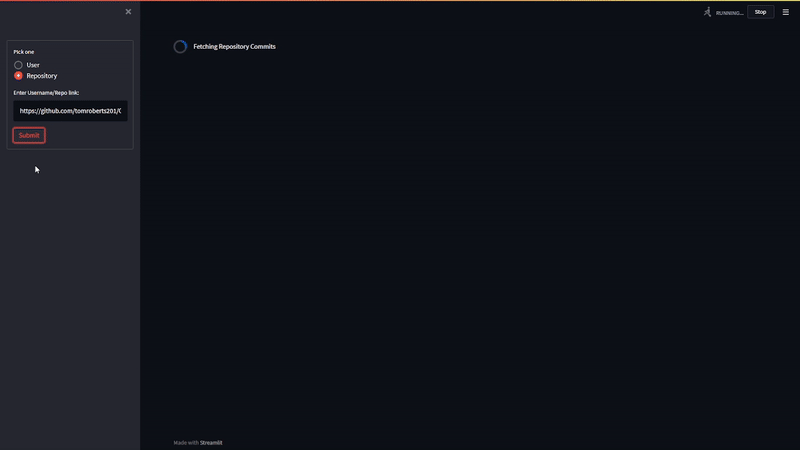 RUNNING...
Stop
Pick one
User
Repository
Enter Username/Repo link:
https://github.com/tomroberts201/
Submit
Fetching Repository Commits
Made with Streamlit